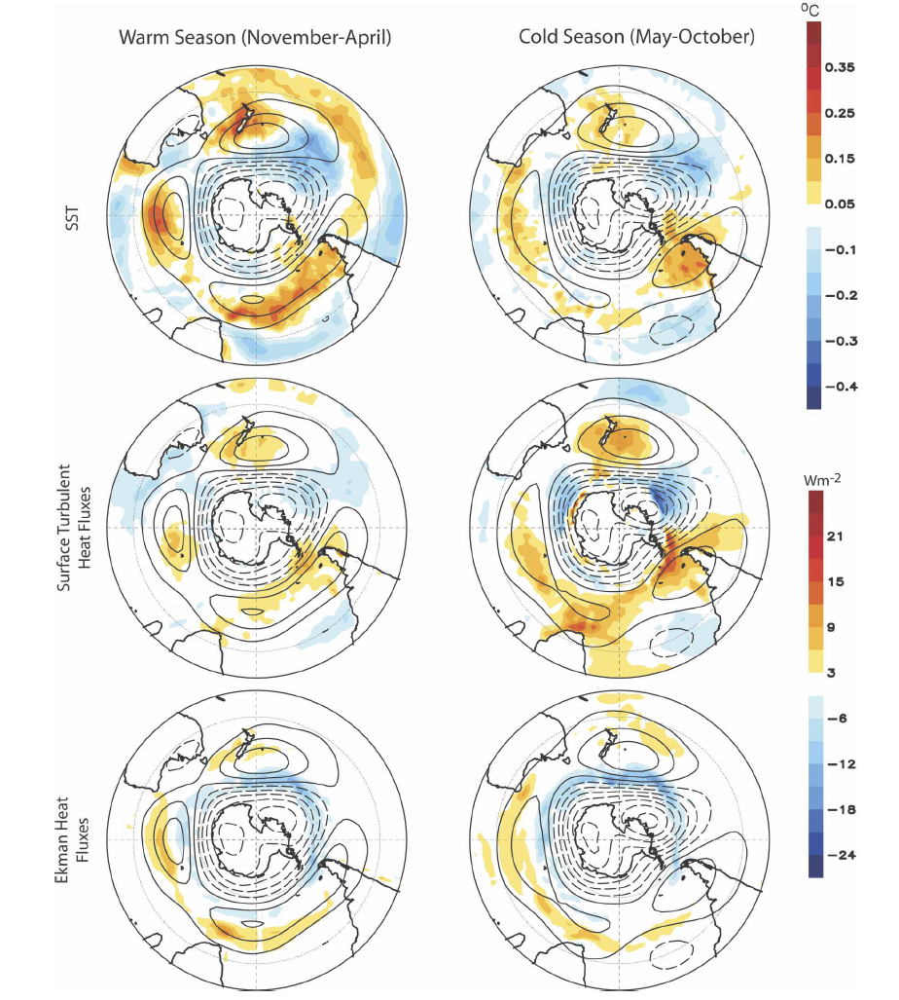 Warm Season (November-April)
Cold Season (May-October)
SST
Surface Turbulent
Heat Fluxes
Ekman Heat
Fluxes
⁰C
0.35
0.25
0.15
0.05
−0.1
−0.2
−0.3
−0.4
Wm-2
21
15
9
3
−6
−12
−18
−24